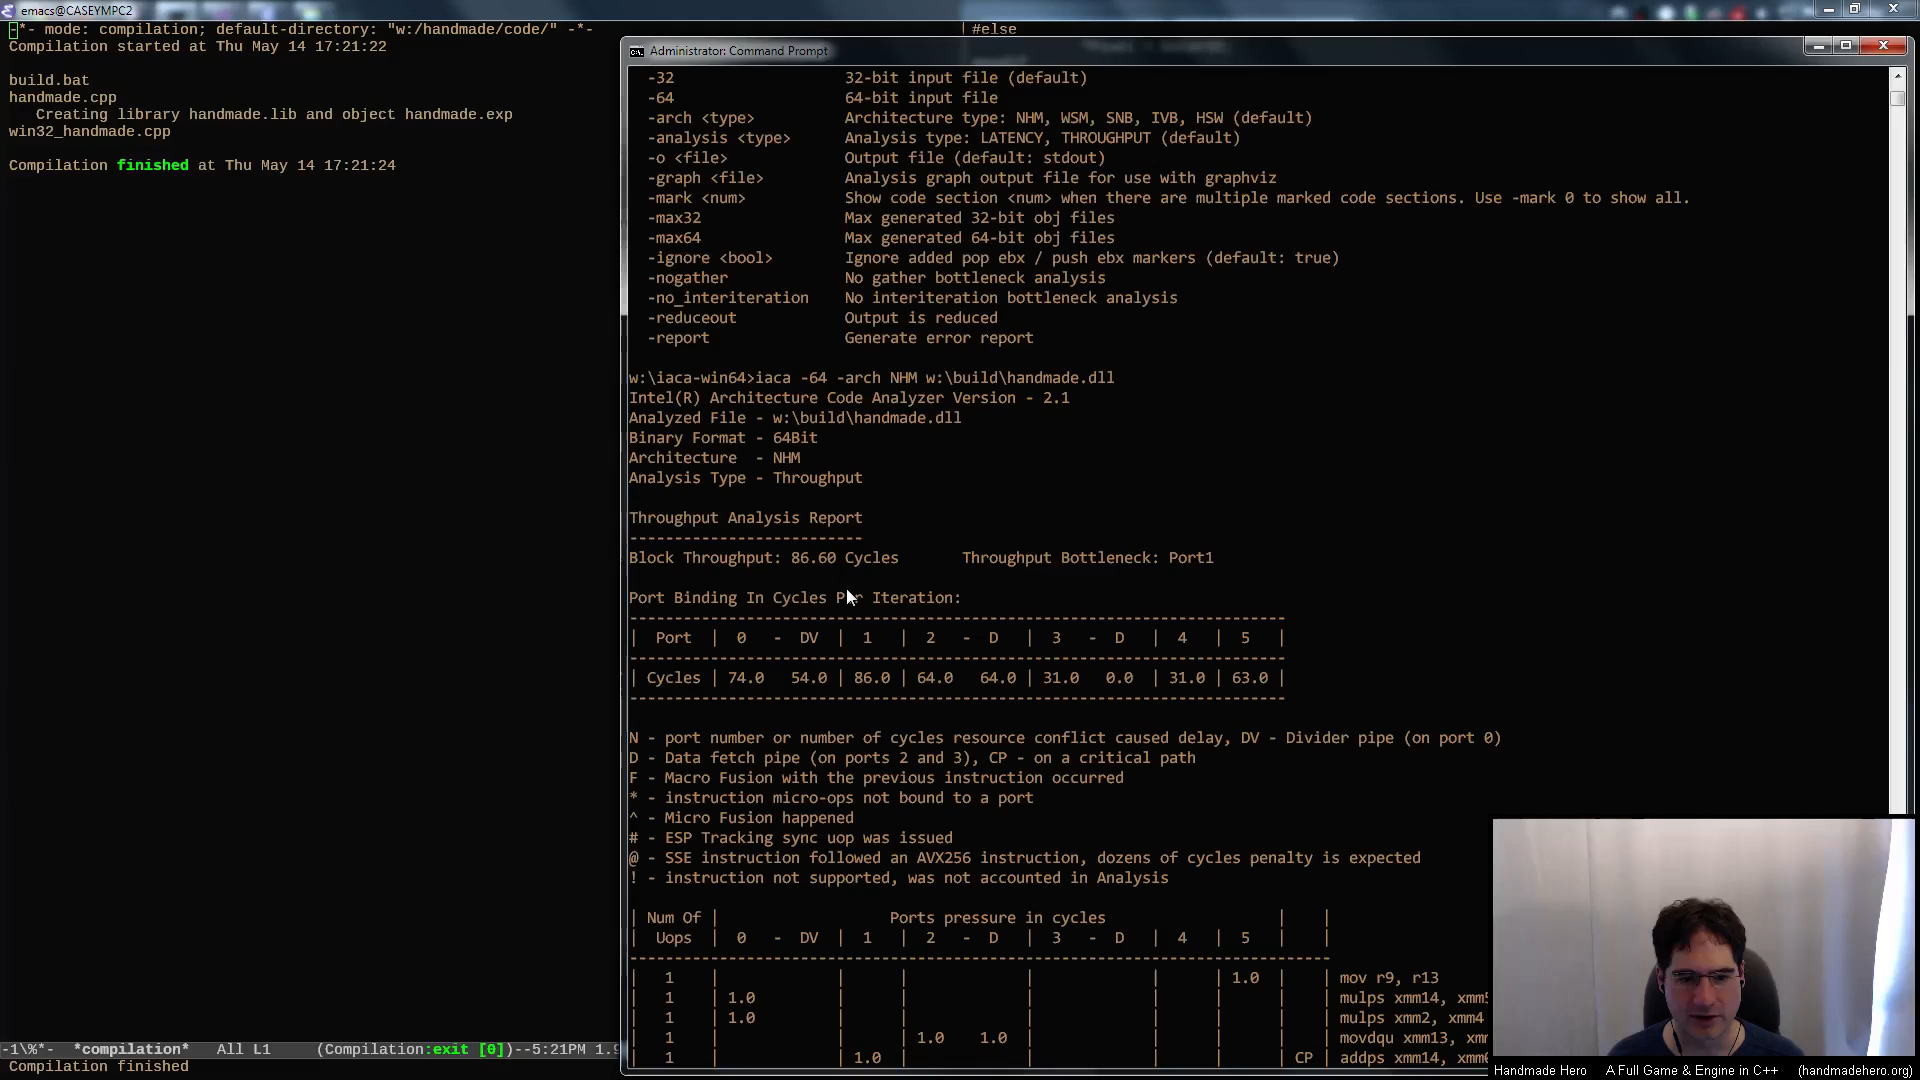 emacs@CASEYMPC2
-*- mode: compilation; default-directory: "w:/handmade/code/" -*-
Compilation started at Thu May 14 17:21:22
build.bat
handmade.cpp
   Creating library handmade.lib and object handmade.exp
win32_handmade.cpp
Compilation finished at Thu May 14 17:21:24
-1\%*-  *compilation*   All L1     (Compilation:exit [0])--5:21PM 1.9
Compilation finished
#else
Administrator: Command Prompt
-32 32-bit input file (default)
-64 64-bit input file
-arch <type> Architecture type: NHM, WSM, SNB, IVB, HSW (default)
-analysis <type> Analysis type: LATENCY, THROUGHPUT (default)
-o <file> Output file (default: stdout)
-graph <file> Analysis graph output file for use with graphviz
-mark <num> Show code section <num> when there are multiple marked code sections. Use -mark 0 to show all.
-max32 Max generated 32-bit obj files
-max64 Max generated 64-bit obj files
-ignore <bool> Ignore added pop ebx / push ebx markers (default: true)
-nogather No gather bottleneck analysis
-no_interiteration No interiteration bottleneck analysis
-reduceout Output is reduced
-report Generate error report
w:\iaca-win64>iaca -64 -arch NHM w:\build\handmade.dll
Intel(R) Architecture Code Analyzer Version - 2.1
Analyzed File - w:\build\handmade.dll
Binary Format - 64Bit
Architecture  - NHM
Analysis Type - Throughput
Throughput Analysis Report
--------------------------
Block Throughput: 86.60 Cycles       Throughput Bottleneck: Port1
Port Binding In Cycles Per Iteration:
-------------------------------------------------------------------------
|  Port  |  0   -  DV  |  1   |  2   -  D   |  3   -  D   |  4   |  5   |
-------------------------------------------------------------------------
| Cycles | 74.0   54.0 | 86.0 | 64.0   64.0 | 31.0   0.0  | 31.0 | 63.0 |
-------------------------------------------------------------------------
N - port number or number of cycles resource conflict caused delay, DV - Divider pipe (on port 0)
D - Data fetch pipe (on ports 2 and 3), CP - on a critical path
F - Macro Fusion with the previous instruction occurred
* - instruction micro-ops not bound to a port
^ - Micro Fusion happened
# - ESP Tracking sync uop was issued
@ - SSE instruction followed an AVX256 instruction, dozens of cycles penalty is expected
! - instruction not supported, was not accounted in Analysis
| Num Of |                   Ports pressure in cycles                   |    |
|  Uops  |  0  -  DV  |  1   |  2  -  D   |  3  -  D   |  4   |  5   |    |
------------------------------------------------------------------------------
|   1    |           |     |           |           |     | 1.0 |    | mov r9, r13
|   1    | 1.0       |     |           |           |     |     |    | mulps xmm14, xmm5
|   1    | 1.0       |     |           |           |     |     |    | mulps xmm2, xmm4
|   1    |           |     | 1.0   1.0 |           |     |     |    | movdqu xmm13, xm
|   1    |           | 1.0 |           |           |     |     | CP | addps xmm14, xmm
Handmade Hero    A Full Game & Engine in C++    (handmadehero.org)